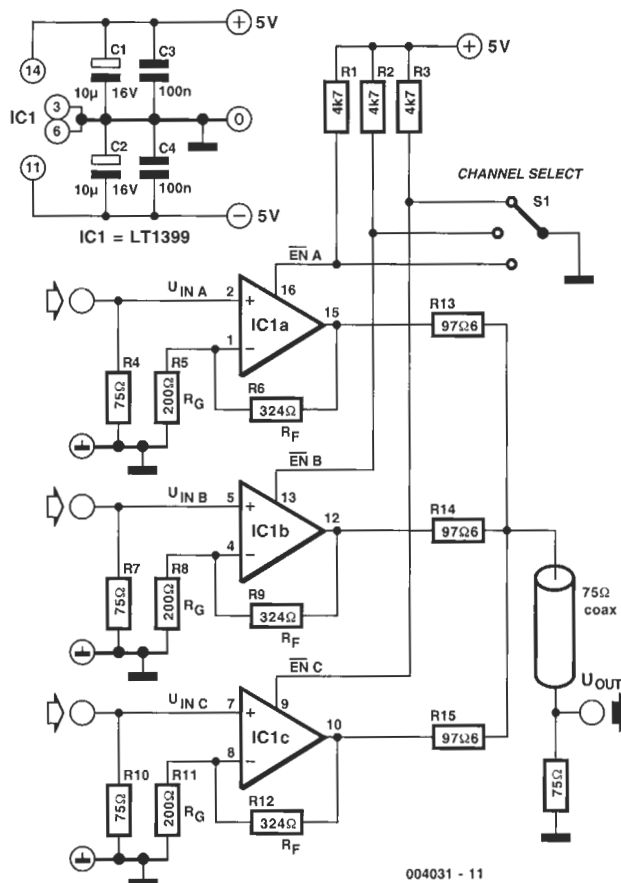 + 5V
C1
C3
14
10µ
16V
100n
IC1
3
6
0
C2
C4
11
10µ
16V
100n
− 5V
IC1 = LT1399
+ 5V
R1
R2
R3
4k7
4k7
4k7
CHANNEL SELECT
S1
EN A
U IN A
2
+
16
15
IC1a
1
−
R13
97Ω6
R4
75Ω
R5
200Ω
RG
R6
324Ω
RF
EN B
U IN B
5
+
13
12
IC1b
4
−
R14
97Ω6
R7
75Ω
R8
200Ω
RG
R9
324Ω
RF
75Ω
coax
EN C
U IN C
7
+
9
10
IC1c
8
−
R15
97Ω6
UOUT
R10
75Ω
R11
200Ω
RG
R12
324Ω
RF
75Ω
004031 - 11